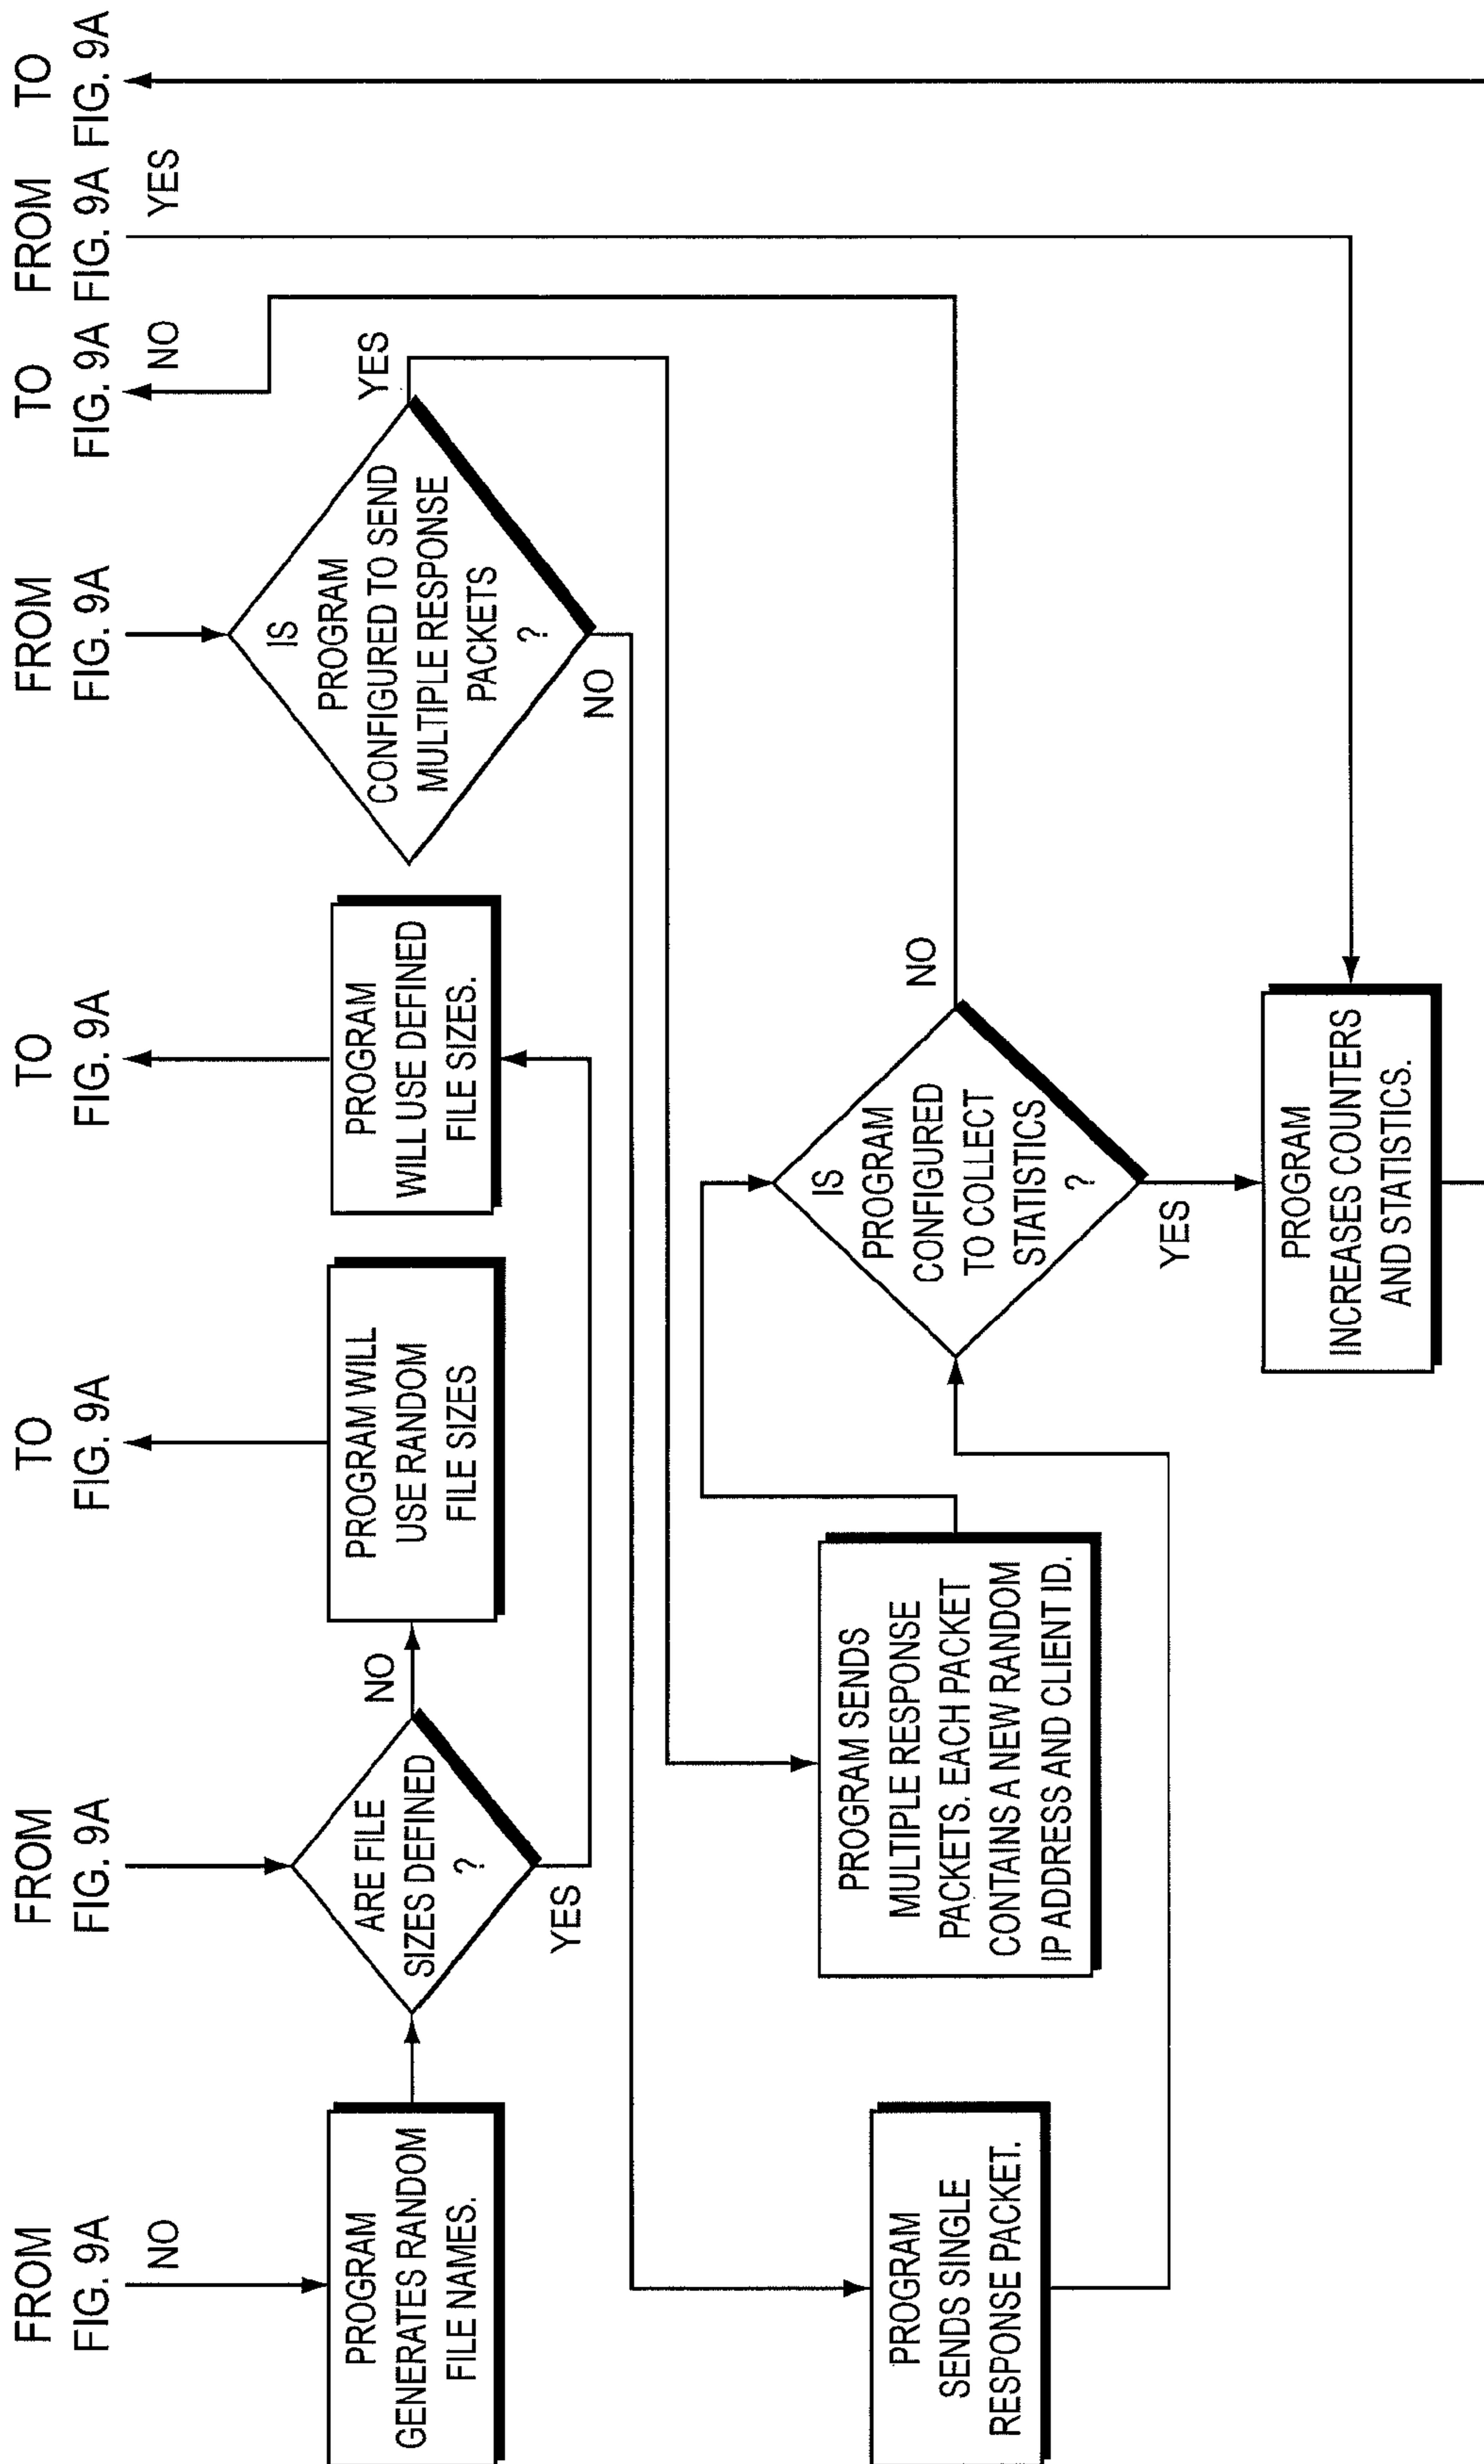 FROM
FIG. 9A
NO
FROM
FIG. 9A
TO
FIG. 9A
TO
FIG. 9A
FROM
FIG. 9A
TO
FIG. 9A
NO
FROM
FIG. 9A
YES
TO
FIG. 9A
PROGRAM
GENERATES RANDOM
FILE NAMES.
ARE FILE
SIZES DEFINED
?
NO
YES
PROGRAM WILL
USE RANDOM
FILE SIZES
PROGRAM
WILL USE DEFINED
FILE SIZES.
IS
PROGRAM
CONFIGURED TO SEND
MULTIPLE RESPONSE
PACKETS
?
YES
NO
PROGRAM
SENDS SINGLE
RESPONSE PACKET.
PROGRAM SENDS
MULTIPLE RESPONSE
PACKETS. EACH PACKET
CONTAINS A NEW RANDOM
IP ADDRESS AND CLIENT ID.
IS
PROGRAM
CONFIGURED
TO COLLECT
STATISTICS
?
NO
YES
PROGRAM
INCREASES COUNTERS
AND STATISTICS.